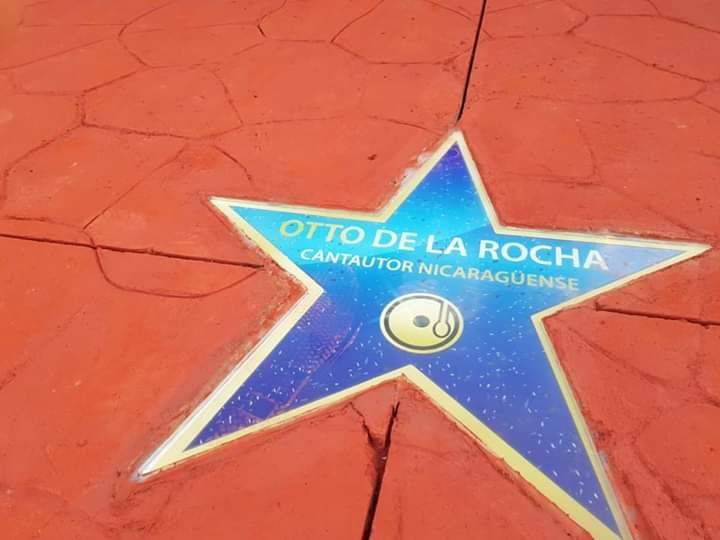 OTTO DE LA ROCHA
CANTAUTOR NICARAGÜENSE